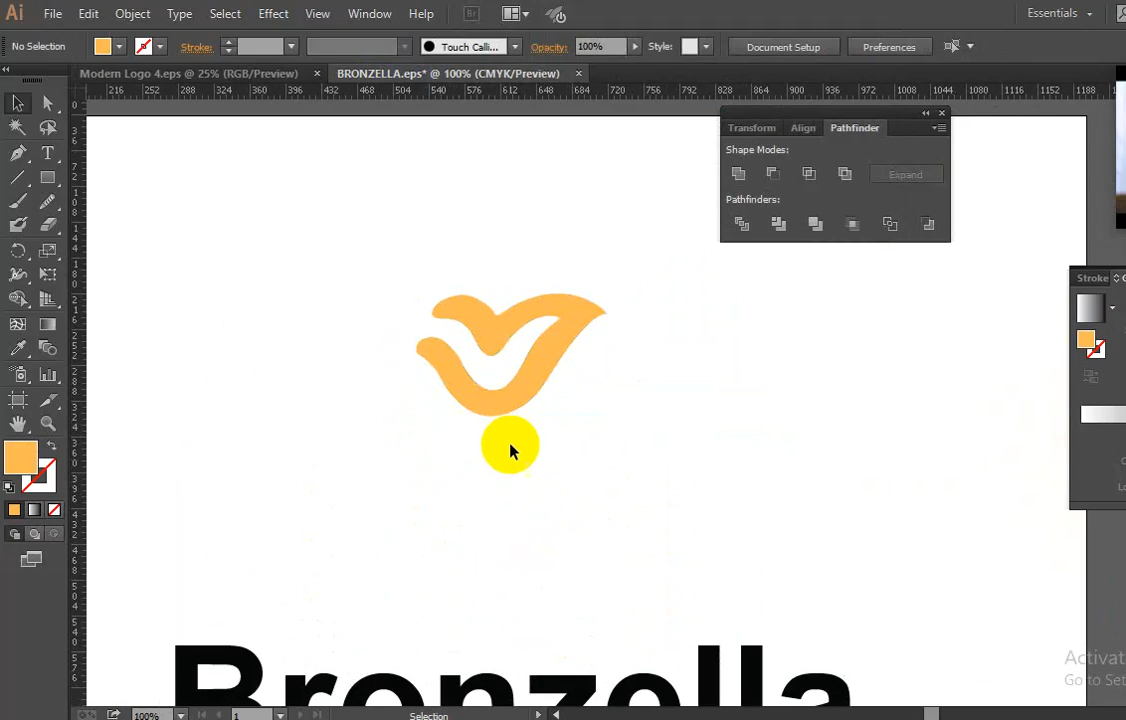 Ai File Edit Object Type Select Effect View Window Help Br Essentials
No Selection Stroke: Touch Calli... Opacity: 100% Style: Document Setup Preferences
Modern Logo 4.eps @ 25% (RGB/Preview) × BRONZELLA.eps* @ 100% (CMYK/Preview) ×
216 252 288 324 360 396 432 468 504 540 576 612 648 684 720 756 792 828 864 900 936 972 1008 1044 1080 1116 1152 1188
Transform Align Pathfinder
Shape Modes:
Expand
Pathfinders:
Stroke
Bronzella
Activat
Go to Set
100% 1 Selection